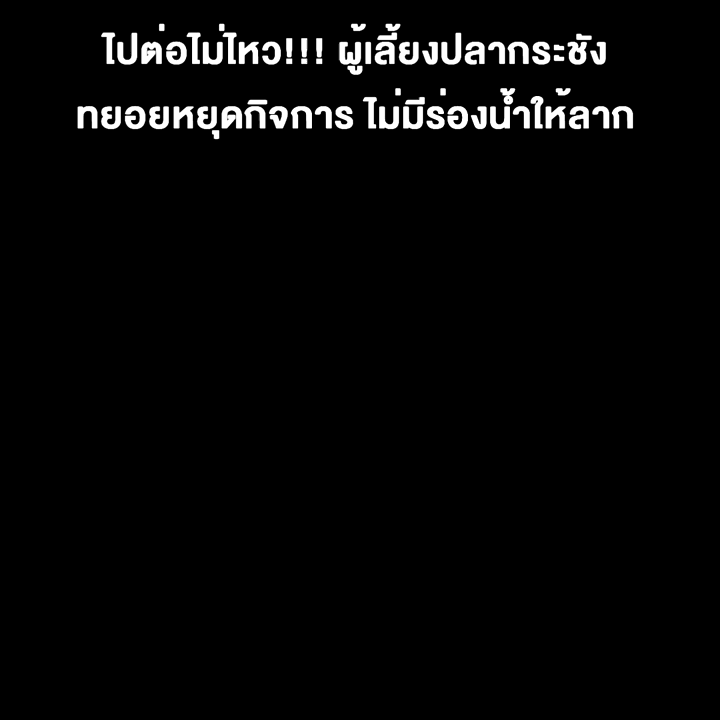 ไปต่อไม่ไหว!!! ผู้เลี้ยงปลากระชัง
ทยอยหยุดกิจการ ไม่มีร่องน้ำให้ลาก